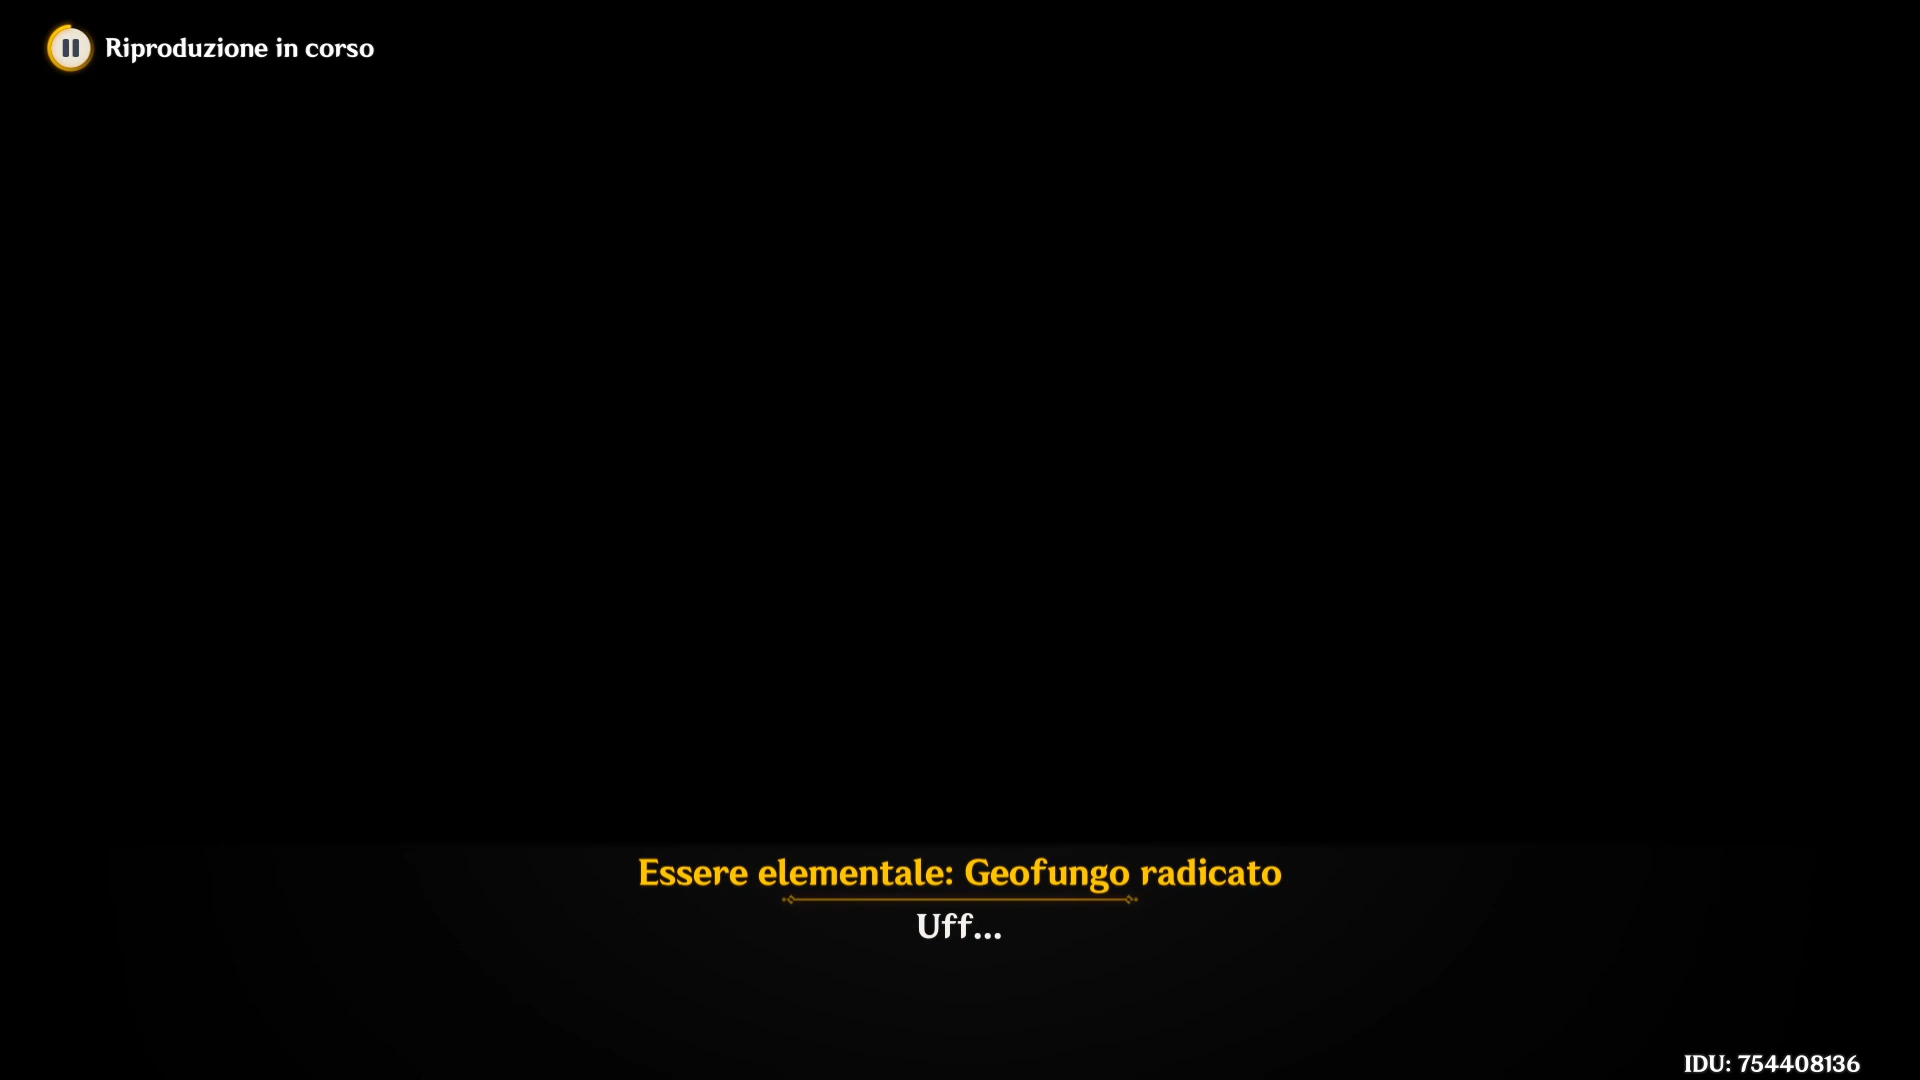 Riproduzione in corso
Essere elementale: Geofungo radicato
Uff...
IDU: 754408136